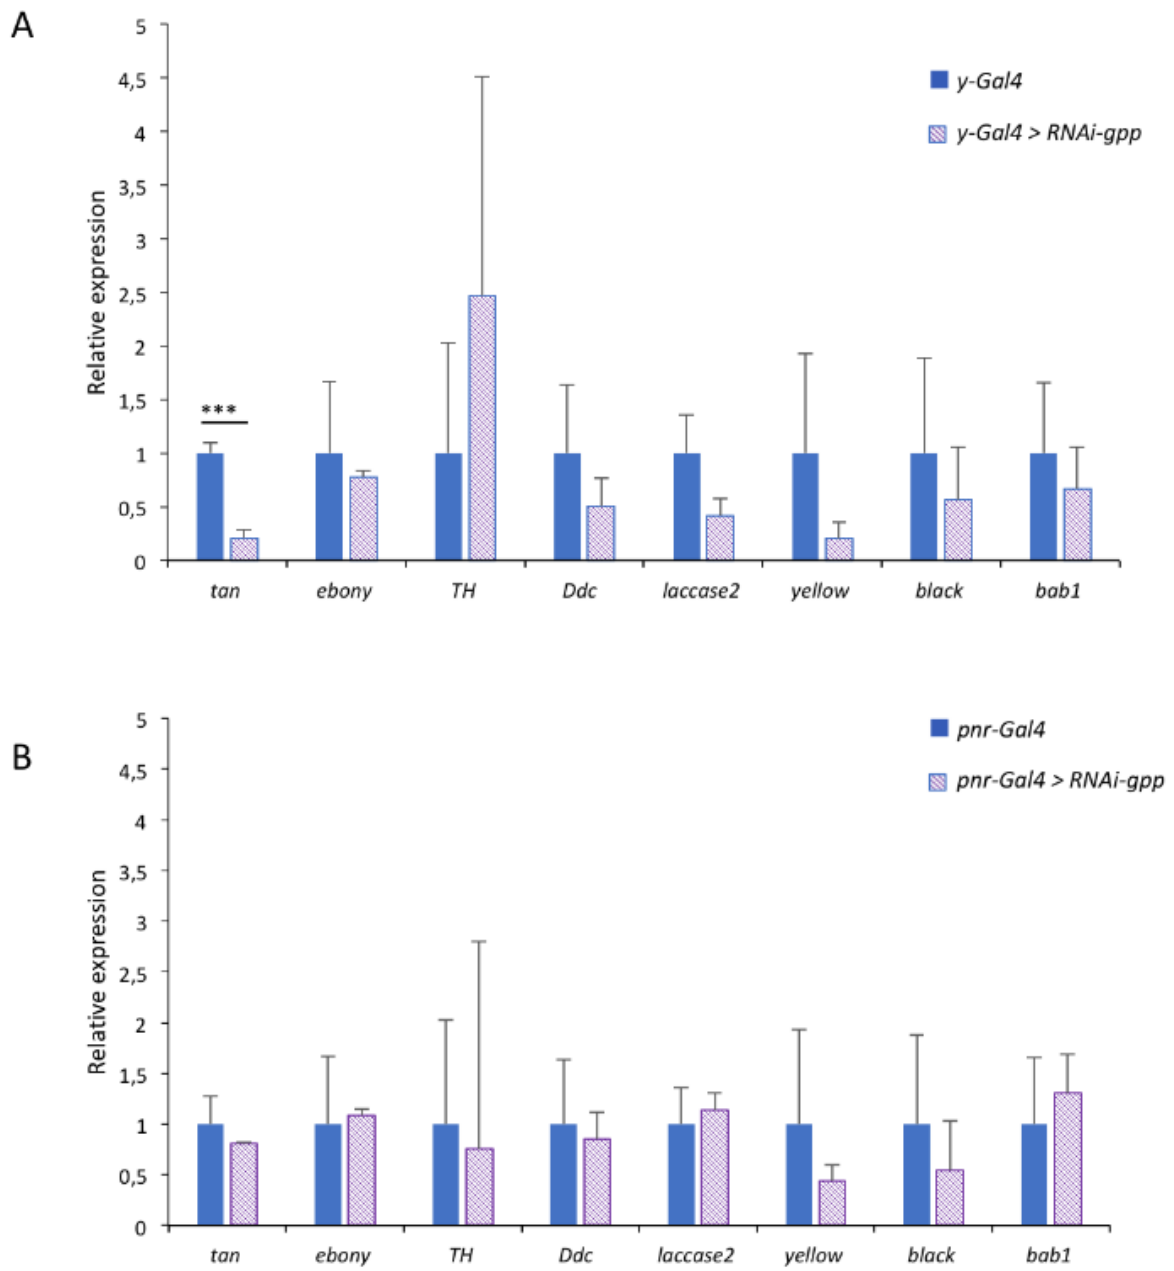 A
5
4,5
4
3,5
3
2,5
2
1,5
1
0,5
0
Relative expression
y-Gal4
y-Gal4 > RNAi-gpp
***
tan ebony TH Ddc laccase2 yellow black bab1
B
5
4,5
4
3,5
3
2,5
2
1,5
1
0,5
0
Relative expression
pnr-Gal4
pnr-Gal4 > RNAi-gpp
tan ebony TH Ddc laccase2 yellow black bab1